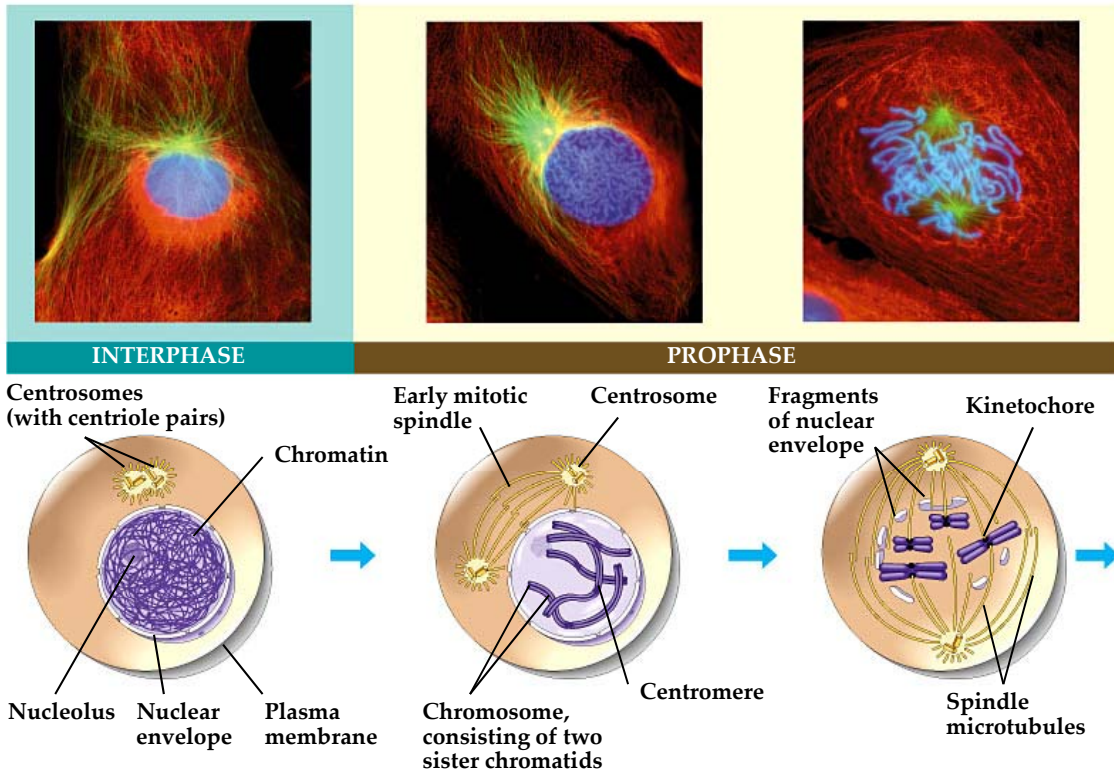 INTERPHASE
PROPHASE
Centrosomes
(with centriole pairs)
Chromatin
Nucleolus
Nuclear
envelope
Plasma
membrane
Early mitotic
spindle
Centrosome
Chromosome,
consisting of two
sister chromatids
Centromere
Fragments
of nuclear
envelope
Kinetochore
Spindle
microtubules